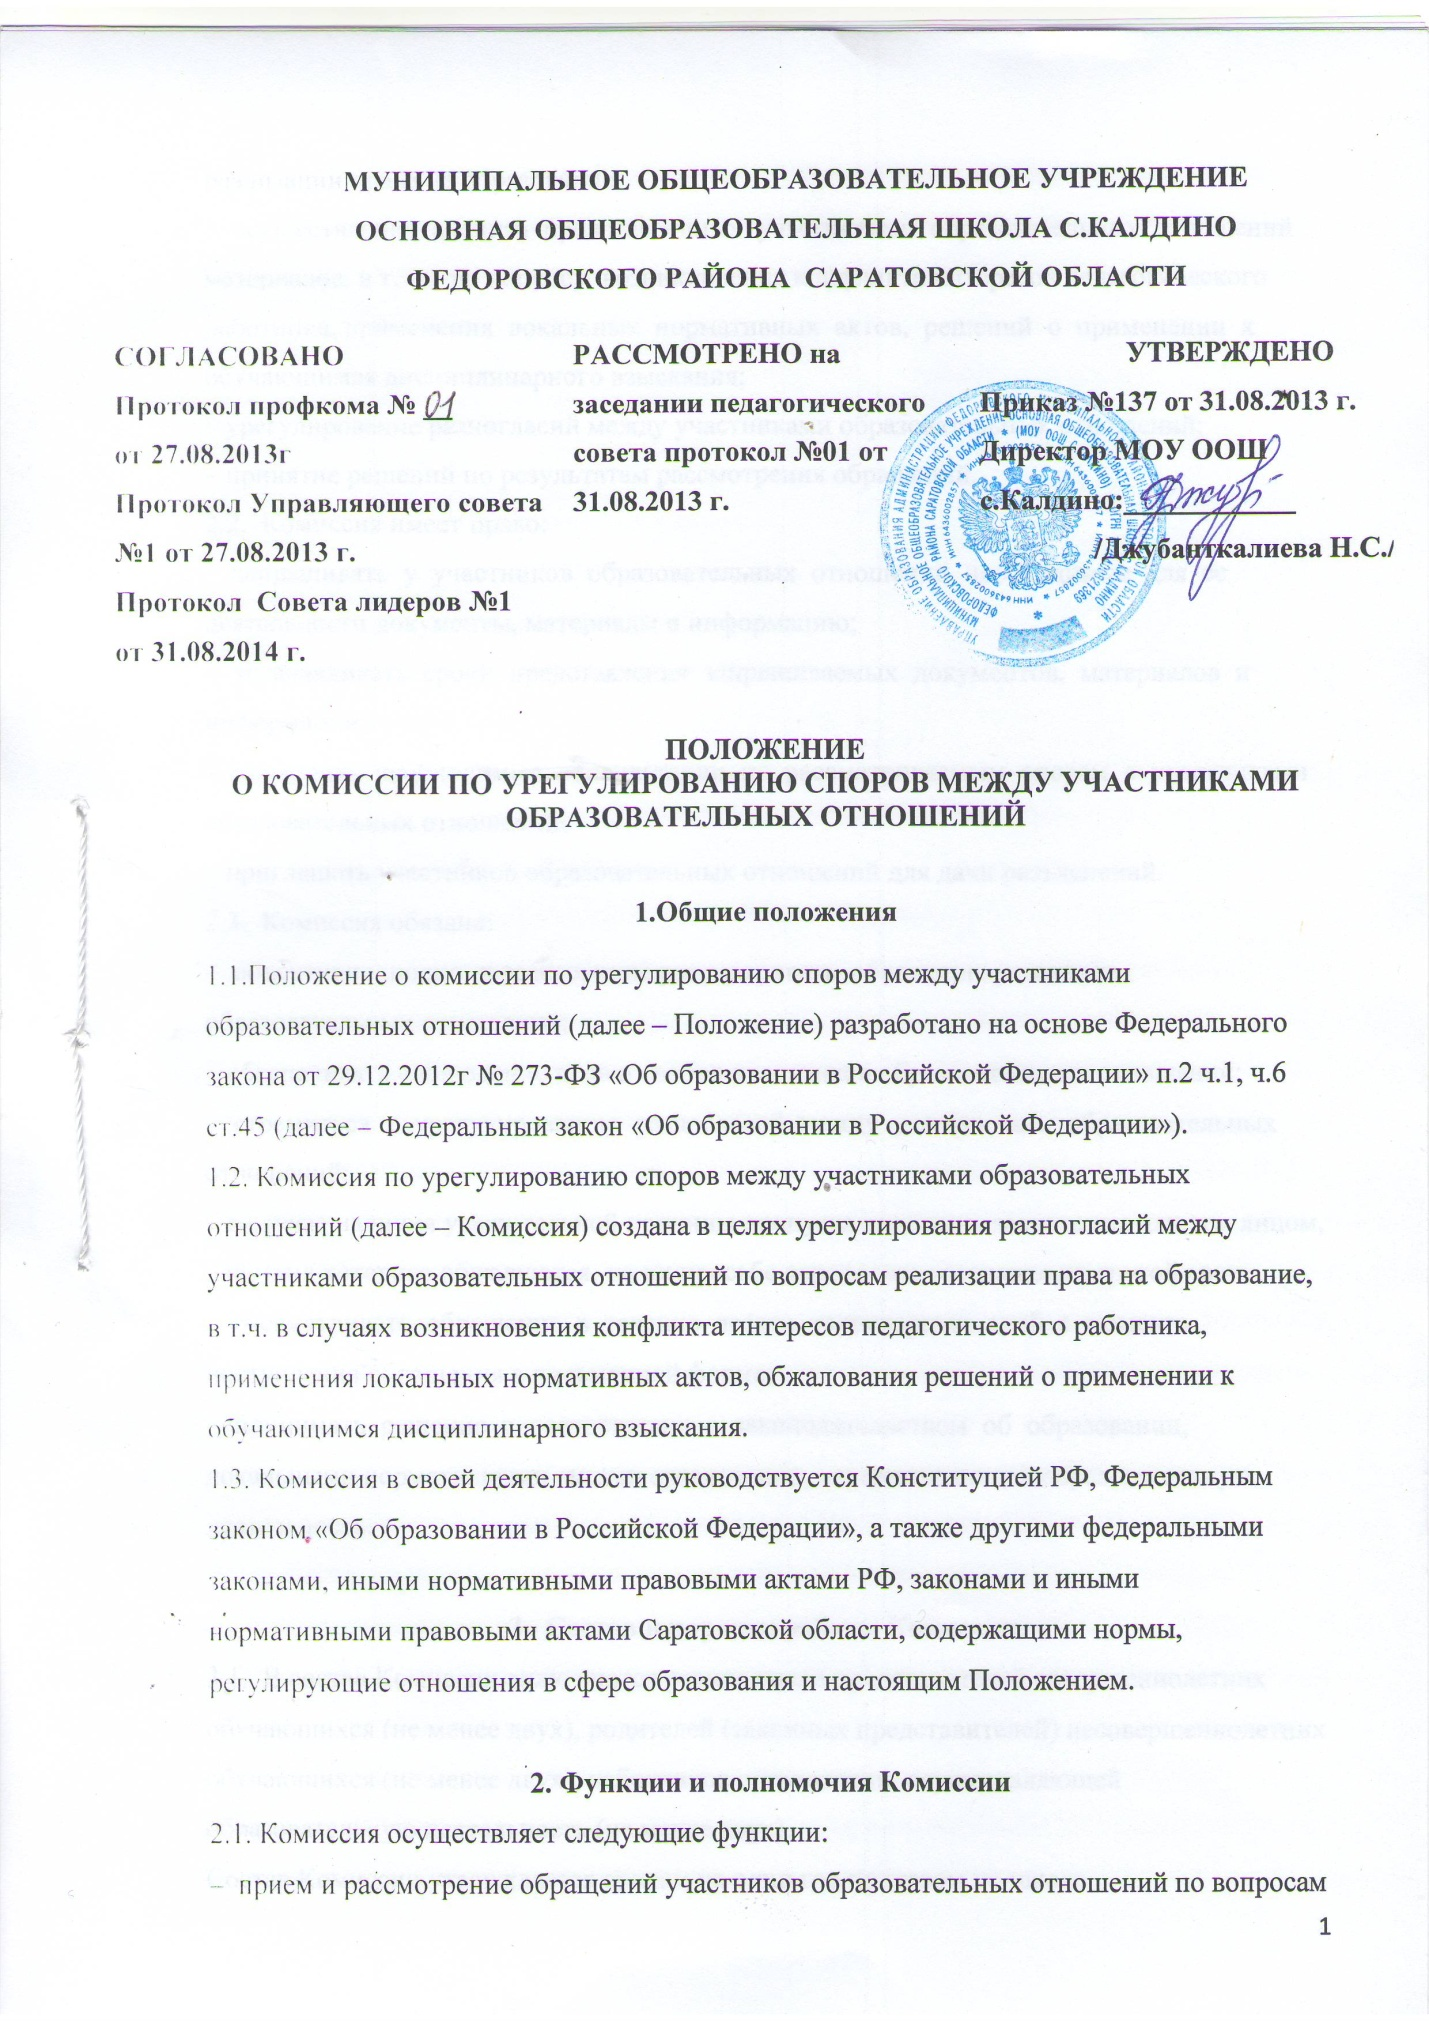 МУНИЦИПАЛЬНОЕ ОБЩЕОБРАЗОВАТЕЛЬНОЕ УЧРЕЖДЕНИЕ
ОСНОВНАЯ ОБЩЕОБРАЗОВАТЕЛЬНАЯ ШКОЛА С.КАЛДИНО
ФЕДОРОВСКОГО РАЙОНА САРАТОВСКОЙ ОБЛАСТИ
СОГЛАСОВАНО
Протокол профкома № 01
от 27.08.2013г
Протокол Управляющего совета
№1 от 27.08.2013 г.
Протокол Совета лидеров №1
от 31.08.2014 г.
РАССМОТРЕНО на
заседании педагогического
совета протокол №01 от
31.08.2013 г.
УТВЕРЖДЕНО
Приказ №137 от 31.08.2013 г.
Директор МОУ ООШ
с.Калдино:
/Джубанткалиева Н.С./
ПОЛОЖЕНИЕ
О КОМИССИИ ПО УРЕГУЛИРОВАНИЮ СПОРОВ МЕЖДУ УЧАСТНИКАМИ
ОБРАЗОВАТЕЛЬНЫХ ОТНОШЕНИЙ
1.Общие положения
1.1.Положение о комиссии по урегулированию споров между участниками
образовательных отношений (далее – Положение) разработано на основе Федерального
закона от 29.12.2012г № 273-ФЗ «Об образовании в Российской Федерации» п.2 ч.1, ч.6
ст.45 (далее – Федеральный закон «Об образовании в Российской Федерации»).
1.2. Комиссия по урегулированию споров между участниками образовательных
отношений (далее – Комиссия) создана в целях урегулирования разногласий между
участниками образовательных отношений по вопросам реализации права на образование,
в т.ч. в случаях возникновения конфликта интересов педагогического работника,
применения локальных нормативных актов, обжалования решений о применении к
обучающимся дисциплинарного взыскания.
1.3. Комиссия в своей деятельности руководствуется Конституцией РФ, Федеральным
законом «Об образовании в Российской Федерации», а также другими федеральными
законами, иными нормативными правовыми актами РФ, законами и иными
нормативными правовыми актами Саратовской области, содержащими нормы,
регулирующие отношения в сфере образования и настоящим Положением.
2. Функции и полномочия Комиссии
2.1. Комиссия осуществляет следующие функции:
– прием и рассмотрение обращений участников образовательных отношений по вопросам
1